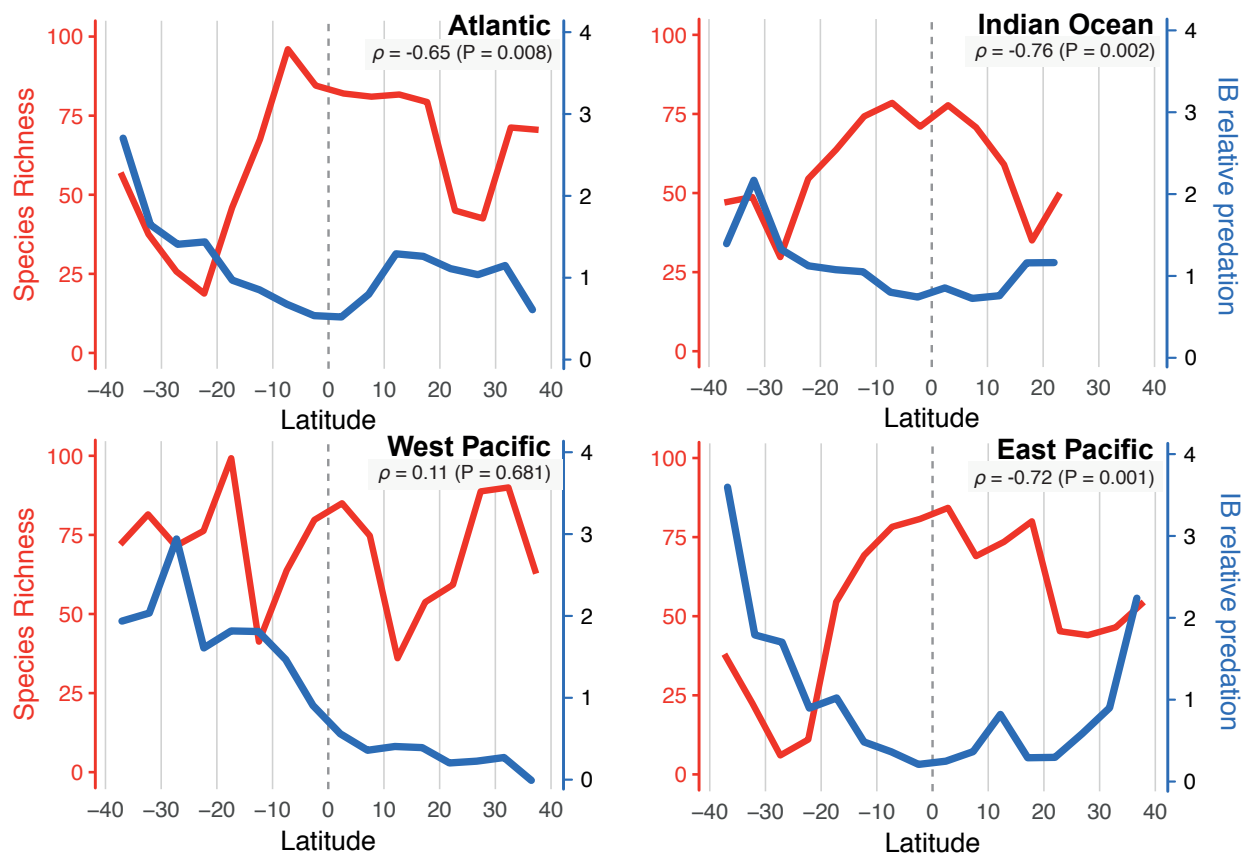 Atlantic
ρ = -0.65 (P = 0.008)
Species Richness
100
75
50
25
0
4
3
2
1
0
−40 −30 −20 −10 0 10 20 30 40
Latitude
Indian Ocean
ρ = -0.76 (P = 0.002)
100
75
50
25
0
4
3
2
1
0
IB relative predation
−40 −30 −20 −10 0 10 20 30 40
Latitude
West Pacific
ρ = 0.11 (P = 0.681)
Species Richness
100
75
50
25
0
4
3
2
1
0
−40 −30 −20 −10 0 10 20 30 40
Latitude
East Pacific
ρ = -0.72 (P = 0.001)
100
75
50
25
0
4
3
2
1
0
IB relative predation
−40 −30 −20 −10 0 10 20 30 40
Latitude